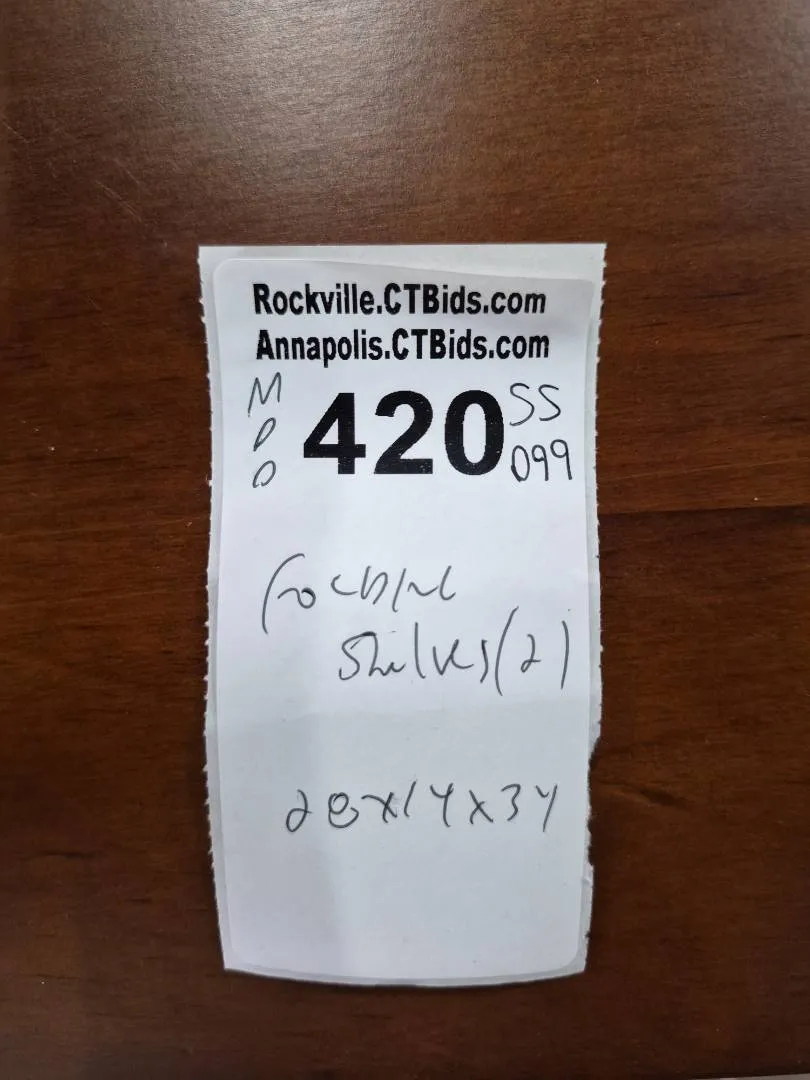 Rockville.CTBids.com
Annapolis.CTBids.com
M
D
O
420
SS
099
Shelves (2)
28x14x34